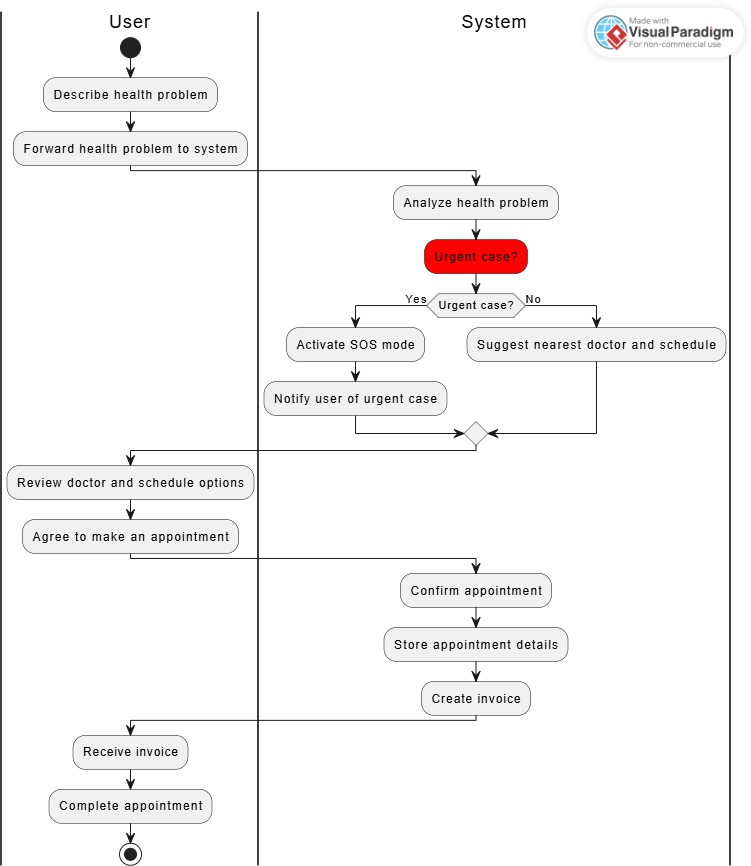 User
System
Made with
VisualParadigm
For non-commercial use
Describe health problem
Forward health problem to system
Analyze health problem
Urgent case?
Yes
Urgent case?
No
Activate SOS mode
Suggest nearest doctor and schedule
Notify user of urgent case
Review doctor and schedule options
Agree to make an appointment
Confirm appointment
Store appointment details
Create invoice
Receive invoice
Complete appointment